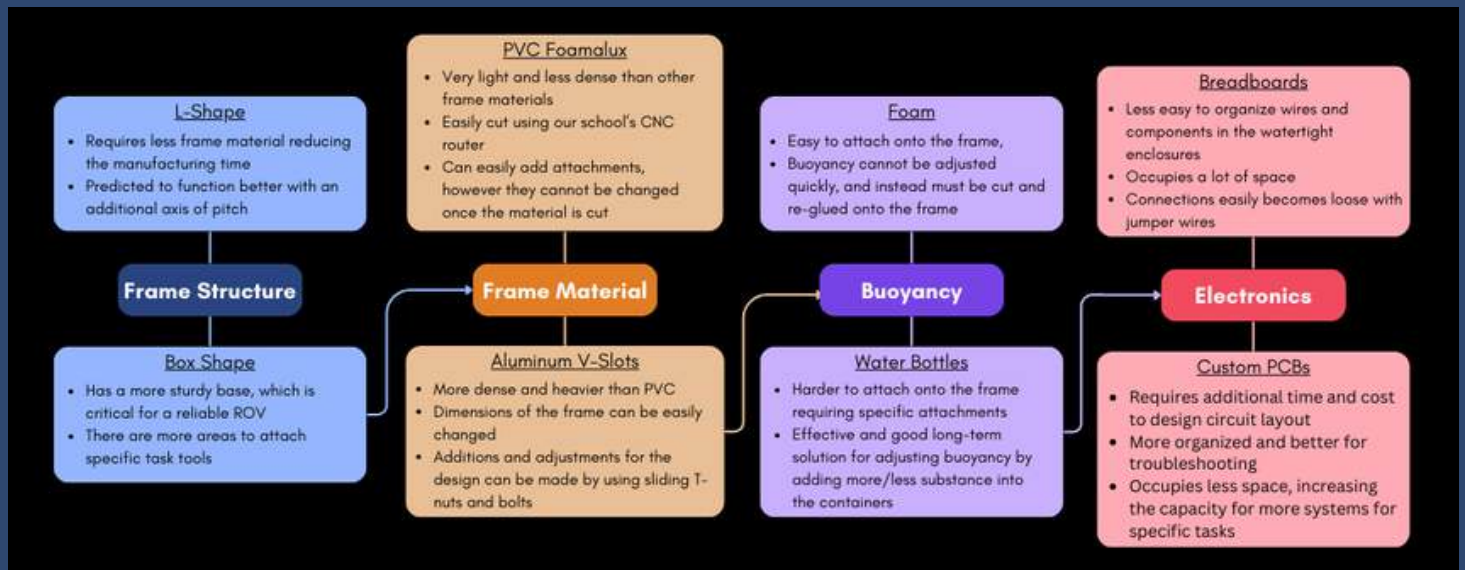 L-Shape
• Requires less frame material reducing
the manufacturing time
• Predicted to function better with an
additional axis of pitch
Frame Structure
Box Shape
• Has a more sturdy base, which is
critical for a reliable ROV
• There are more areas to attach
specific task tools
PVC Foamalux
• Very light and less dense than other
frame materials
• Easily cut using our school's CNC
router
• Can easily add attachments,
however they cannot be changed
once the material is cut
Frame Material
Aluminum V-Slots
• More dense and heavier than PVC
• Dimensions of the frame can be easily
changed
• Additions and adjustments for the
design can be made by using sliding T-
nuts and bolts
Foam
• Easy to attach onto the frame,
• Buoyancy cannot be adjusted
quickly, and instead must be cut and
re-glued onto the frame
Buoyancy
Water Bottles
• Harder to attach onto the frame
requiring specific attachments
• Effective and good long-term
solution for adjusting buoyancy by
adding more/less substance into
the containers
Breadboards
• Less easy to organize wires and
components in the watertight
enclosures
• Occupies a lot of space
• Connections easily becomes loose with
jumper wires
Electronics
Custom PCBs
• Requires additional time and cost
to design circuit layout
• More organized and better for
troubleshooting
• Occupies less space, increasing
the capacity for more systems for
specific tasks